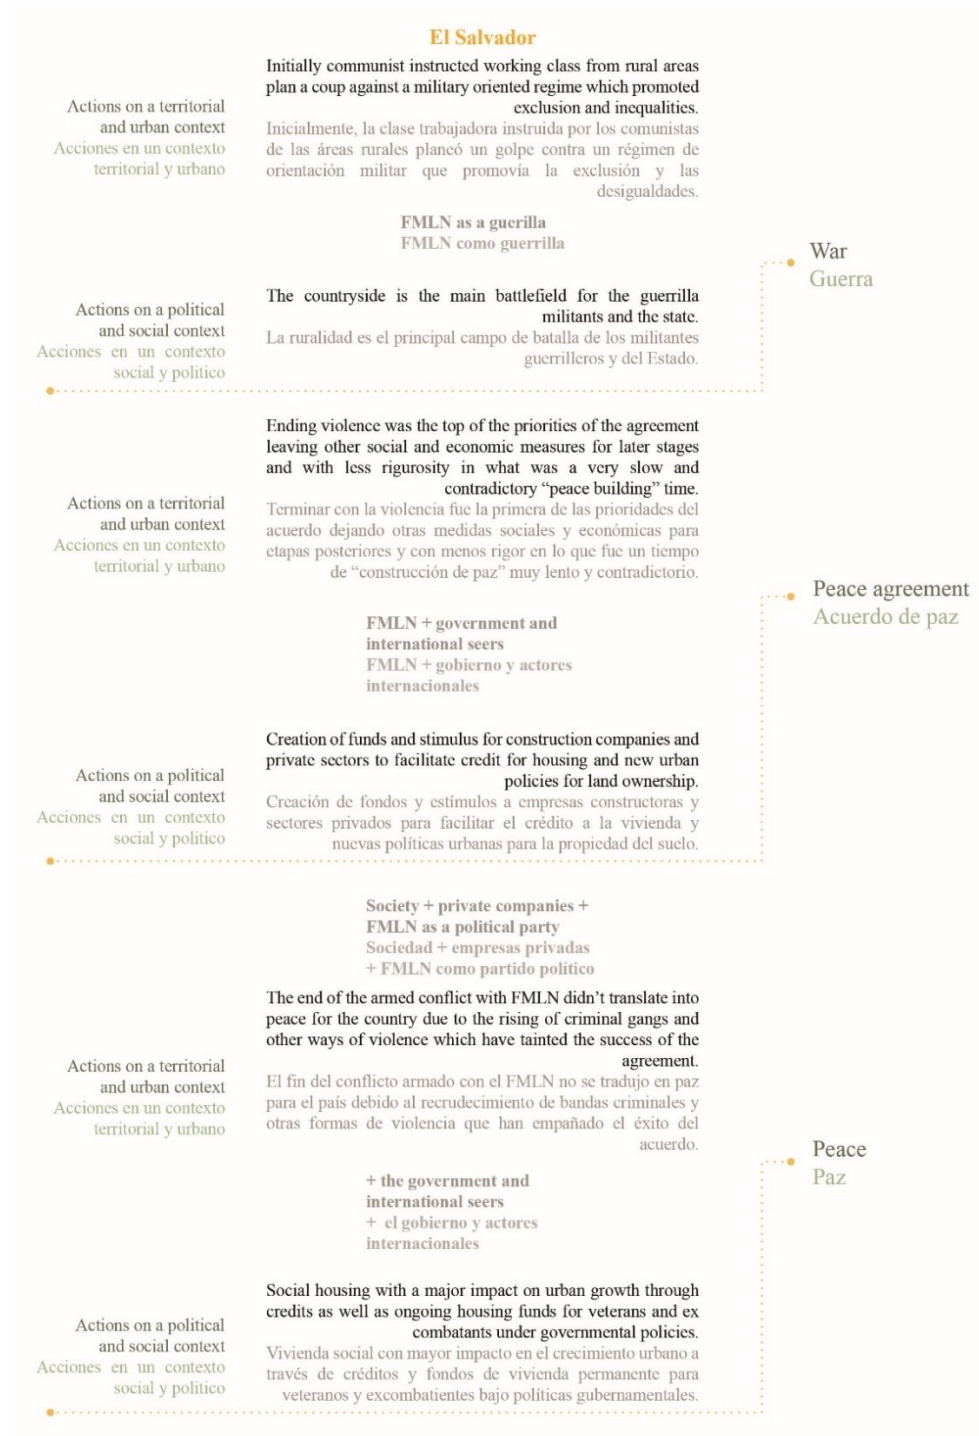 El Salvador
Actions on a territorial
and urban context
Acciones en un contexto
territorial y urbano
Initially communist instructed working class from rural areas
plan a coup against a military oriented regime which promoted
exclusion and inequalities.
Inicialmente, la clase trabajadora instruida por los comunistas
de las áreas rurales planeó un golpe contra un régimen de
orientación militar que promovía la exclusión y las
desigualdades.
FMLN as a guerilla
FMLN como guerrilla
War
Guerra
Actions on a political
and social context
Acciones en un contexto
social y politico
The countryside is the main battlefield for the guerrilla
militants and the state.
La ruralidad es el principal campo de batalla de los militantes
guerrilleros y del Estado.
Actions on a territorial
and urban context
Acciones en un contexto
territorial y urbano
Ending violence was the top of the priorities of the agreement
leaving other social and economic measures for later stages
and with less rigurosity in what was a very slow and
contradictory “peace building” time.
Terminar con la violencia fue la primera de las prioridades del
acuerdo dejando otras medidas sociales y económicas para
etapas posteriores y con menos rigor en lo que fue un tiempo
de “construcción de paz” muy lento y contradictorio.
Peace agreement
Acuerdo de paz
FMLN + government and
international seers
FMLN + gobierno y actores
internacionales
Actions on a political
and social context
Acciones en un contexto
social y politico
Creation of funds and stimulus for construction companies and
private sectors to facilitate credit for housing and new urban
policies for land ownership.
Creación de fondos y estímulos a empresas constructoras y
sectores privados para facilitar el crédito a la vivienda y
nuevas políticas urbanas para la propiedad del suelo.
Society + private companies +
FMLN as a political party
Sociedad + empresas privadas
+ FMLN como partido político
Actions on a territorial
and urban context
Acciones en un contexto
territorial y urbano
The end of the armed conflict with FMLN didn’t translate into
peace for the country due to the rising of criminal gangs and
other ways of violence which have tainted the success of the
agreement.
El fin del conflicto armado con el FMLN no se tradujo en paz
para el país debido al recrudecimiento de bandas criminales y
otras formas de violencia que han empañado el éxito del
acuerdo.
Peace
Paz
+ the government and
international seers
+ el gobierno y actores
internacionales
Actions on a political
and social context
Acciones en un contexto
social y politico
Social housing with a major impact on urban growth through
credits as well as ongoing housing funds for veterans and ex
combatants under governmental policies.
Vivienda social con mayor impacto en el crecimiento urbano a
través de créditos y fondos de vivienda permanente para
veteranos y excombatientes bajo políticas gubernamentales.